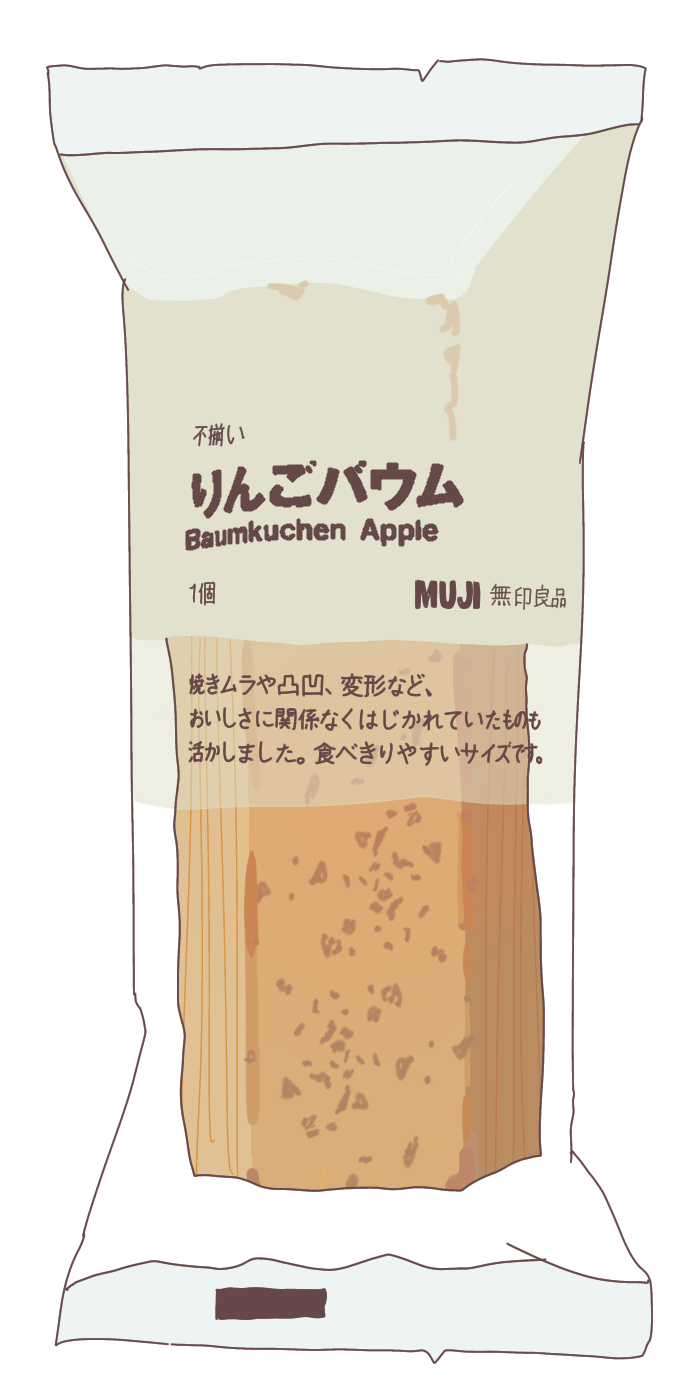 不揃い
りんごバウム
Baumkuchen Apple
1個
MUJI 無印良品
焼きムラや凸凹、変形など、
おいしさに関係なくはじかれていたものも
活かしました。食べきりやすいサイズです。